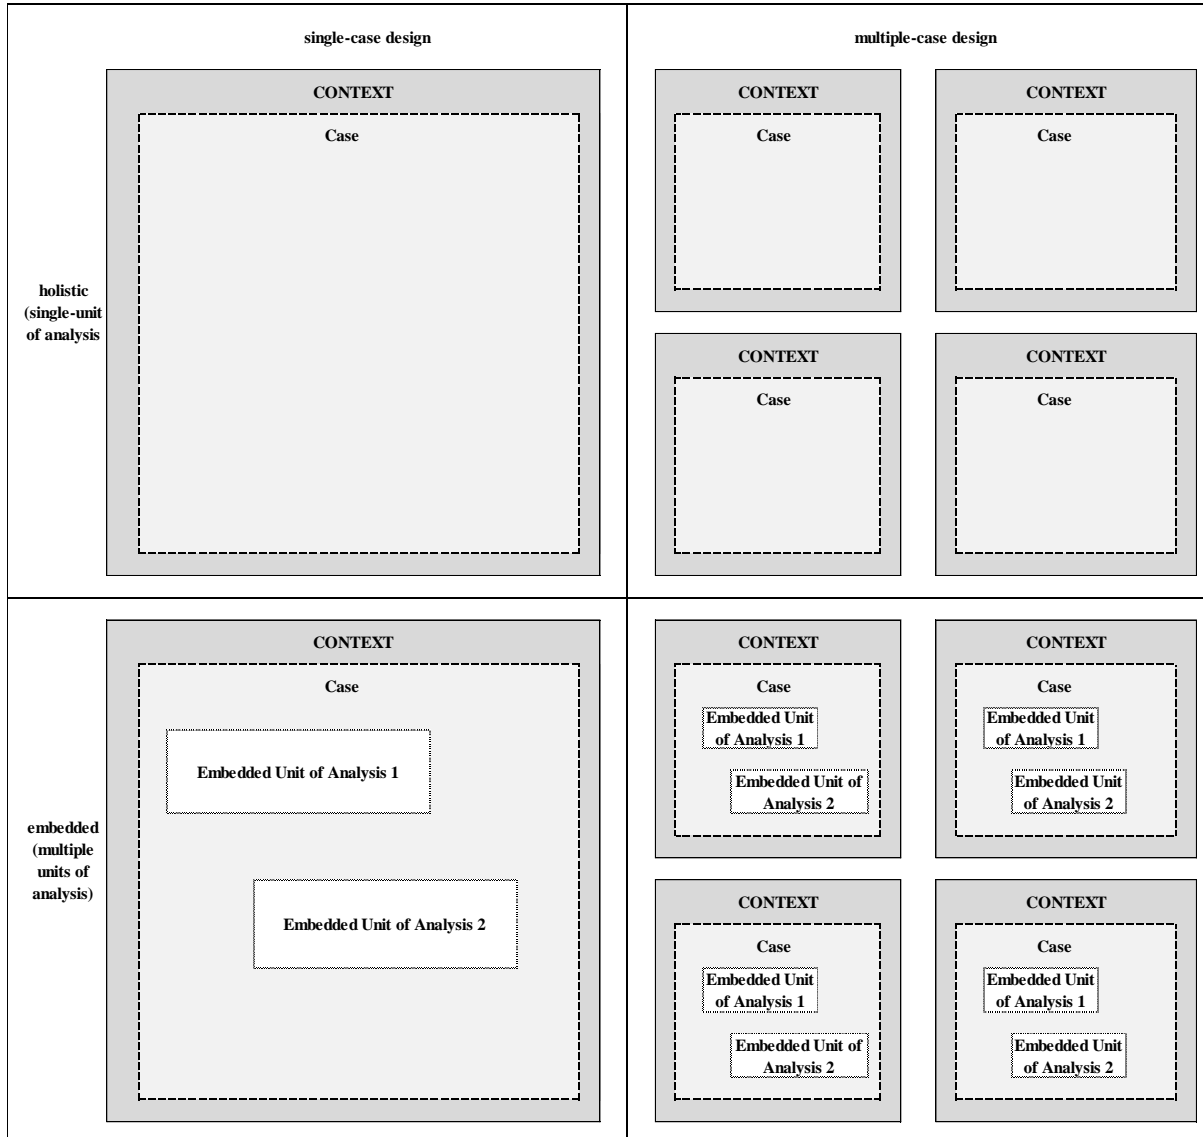 single-case design
multiple-case design
CONTEXT
Case
holistic
(single-unit
of analysis
CONTEXT
Case
CONTEXT
Case
CONTEXT
Case
CONTEXT
Case
embedded
(multiple
units of
analysis)
CONTEXT
Case
Embedded Unit of Analysis 1
Embedded Unit of Analysis 2
CONTEXT
Case
Embedded Unit
of Analysis 1
Embedded Unit of
Analysis 2
CONTEXT
Case
Embedded Unit
of Analysis 1
Embedded Unit
of Analysis 2
CONTEXT
Case
Embedded Unit
of Analysis 1
Embedded Unit of
Analysis 2
CONTEXT
Case
Embedded Unit
of Analysis 1
Embedded Unit
of Analysis 2